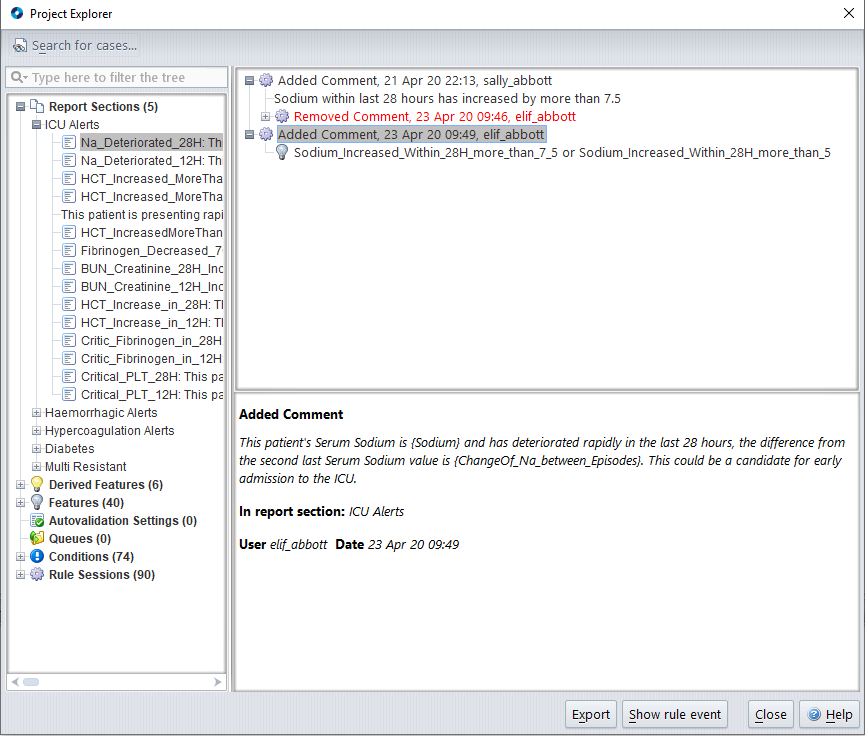 Project Explorer
Search for cases...
Type here to filter the tree
Report Sections (5)
ICU Alerts
Na_Deteriorated_28H: Th
Na_Deteriorated_12H: Thi
HCT_Increased_MoreTha
HCT_Increased_MoreTha
This patient is presenting rapi
HCT_IncreasedMoreThan
Fibrinogen_Decreased_7
BUN_Creatinine_28H_Inc
BUN_Creatinine_12H_Inc
HCT_Increase_in_28H: Th
HCT_Increase_in_12H: Th
Critic_Fibrinogen_in_28H
Critic_Fibrinogen_in_12H
Critical_PLT_28H: This pa
Critical_PLT_12H: This pa
Haemorrhagic Alerts
Hypercoagulation Alerts
Diabetes
Multi Resistant
Derived Features (6)
Features (40)
Autovalidation Settings (0)
Queues (0)
Conditions (74)
Rule Sessions (90)
Added Comment, 21 Apr 20 22:13, sally_abbott
Sodium within last 28 hours has increased by more than 7.5
Removed Comment, 23 Apr 20 09:46, elif_abbott
Added Comment, 23 Apr 20 09:49, elif_abbott
Sodium_Increased_Within_28H_more_than_7_5 or Sodium_Increased_Within_28H_more_than_5
Added Comment
This patient's Serum Sodium is {Sodium} and has deteriorated rapidly in the last 28 hours, the difference from
the second last Serum Sodium value is {ChangeOf_Na_between_Episodes}. This could be a candidate for early
admission to the ICU.
In report section: ICU Alerts
User elif_abbott Date 23 Apr 20 09:49
Export
Show rule event
Close
Help